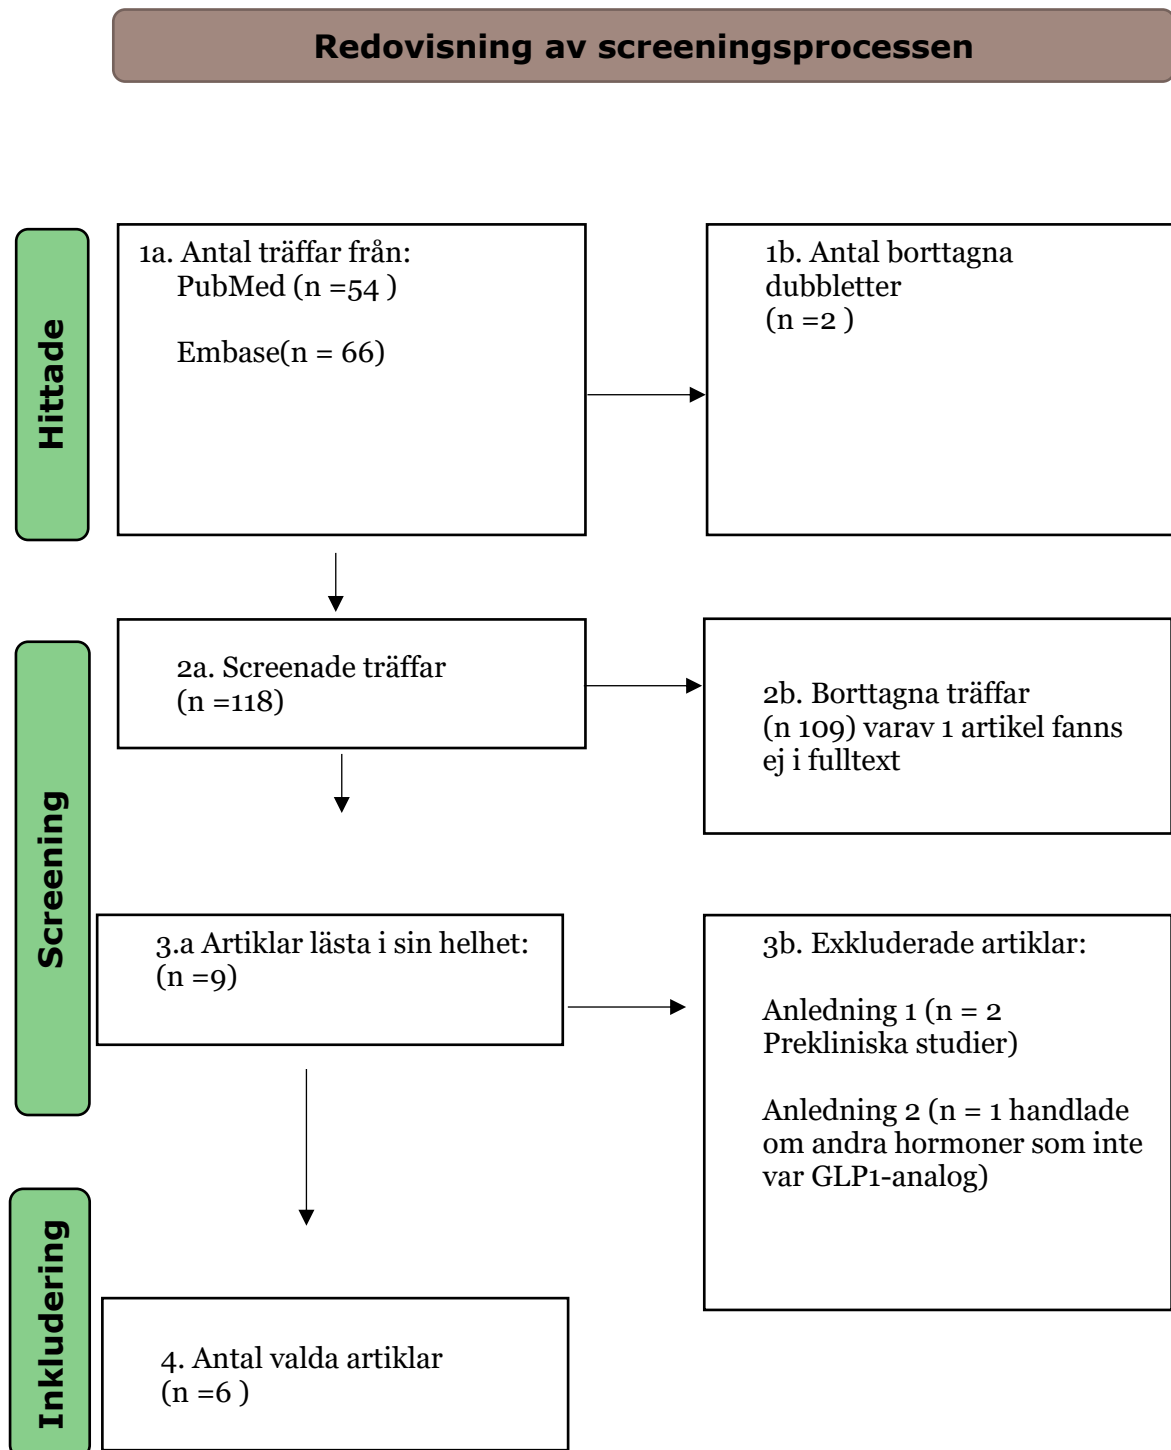 Redovisning av screeningsprocessen
Hittade
1a. Antal träffar från:
PubMed (n =54 )
Embase(n = 66)
1b. Antal borttagna
dubbletter
(n =2 )
Screening
2a. Screenade träffar
(n =118)
2b. Borttagna träffar
(n 109) varav 1 artikel fanns
ej i fulltext
3.a Artiklar lästa i sin helhet:
(n =9)
3b. Exkluderade artiklar:
Anledning 1 (n = 2
Prekliniska studier)
Anledning 2 (n = 1 handlade
om andra hormoner som inte
var GLP1-analog)
Inkludering
4. Antal valda artiklar
(n =6 )